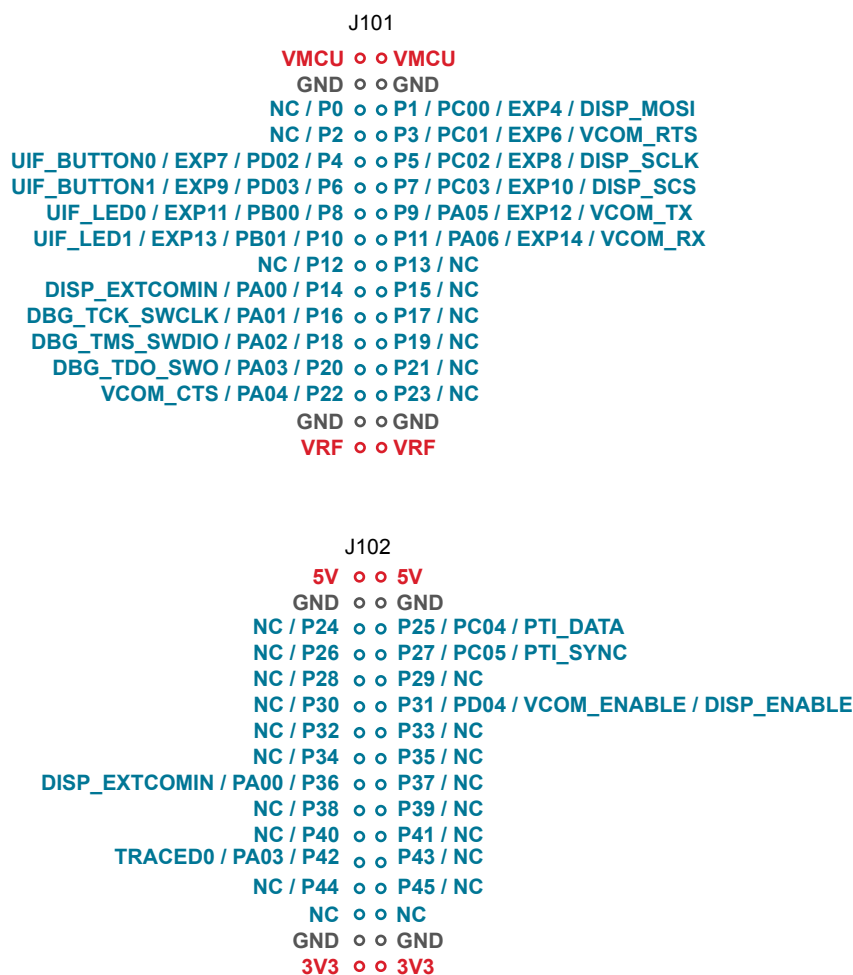 J101
VMCU VMCU
GND GND
NC / P0 P1 / PC00 / EXP4 / DISP_MOSI
NC / P2 P3 / PC01 / EXP6 / VCOM_RTS
UIF_BUTTON0 / EXP7 / PD02 / P4 P5 / PC02 / EXP8 / DISP_SCLK
UIF_BUTTON1 / EXP9 / PD03 / P6 P7 / PC03 / EXP10 / DISP_SCS
UIF_LED0 / EXP11 / PB00 / P8 P9 / PA05 / EXP12 / VCOM_TX
UIF_LED1 / EXP13 / PB01 / P10 P11 / PA06 / EXP14 / VCOM_RX
NC / P12 P13 / NC
DISP_EXTCOMIN / PA00 / P14 P15 / NC
DBG_TCK_SWCLK / PA01 / P16 P17 / NC
DBG_TMS_SWDIO / PA02 / P18 P19 / NC
DBG_TDO_SWO / PA03 / P20 P21 / NC
VCOM_CTS / PA04 / P22 P23 / NC
GND GND
VRF VRF
J102
5V 5V
GND GND
NC / P24 P25 / PC04 / PTI_DATA
NC / P26 P27 / PC05 / PTI_SYNC
NC / P28 P29 / NC
NC / P30 P31 / PD04 / VCOM_ENABLE / DISP_ENABLE
NC / P32 P33 / NC
NC / P34 P35 / NC
DISP_EXTCOMIN / PA00 / P36 P37 / NC
NC / P38 P39 / NC
NC / P40 P41 / NC
TRACED0 / PA03 / P42 P43 / NC
NC / P44 P45 / NC
NC NC
GND GND
3V3 3V3